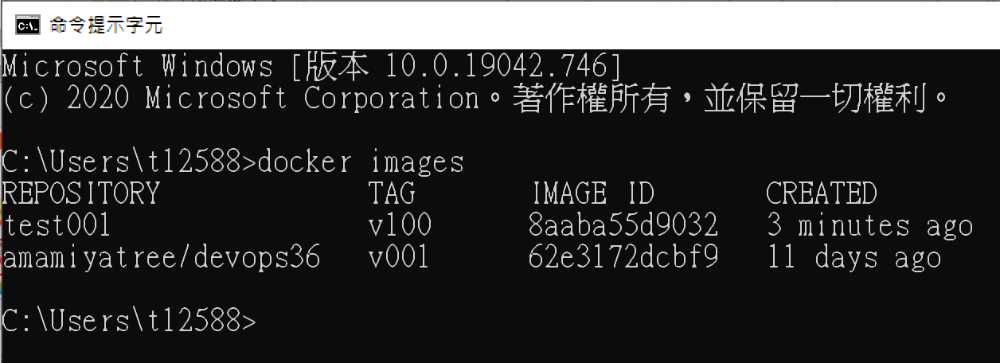 命令提示字元
Microsoft Windows [版本 10.0.19042.746]
(c) 2020 Microsoft Corporation。著作權所有，並保留一切權利。
C:\Users\t12588>docker images
REPOSITORY TAG IMAGE ID CREATED
test001 v100 8aaba55d9032 3 minutes ago
amamiyatree/devops36 v001 62e3172dcbf9 11 days ago
C:\Users\t12588>